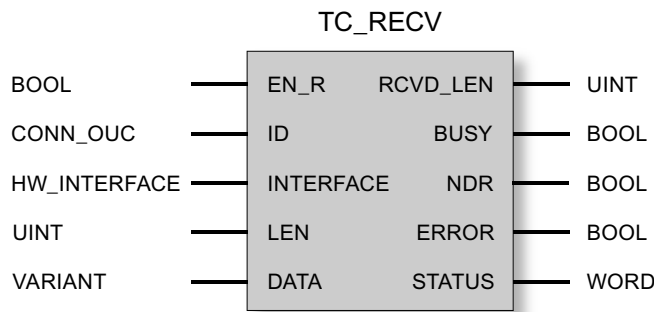 TC_RECV
BOOL EN_R RCVD_LEN UINT
CONN_OUC ID BUSY BOOL
HW_INTERFACE INTERFACE NDR BOOL
UINT LEN ERROR BOOL
VARIANT DATA STATUS WORD